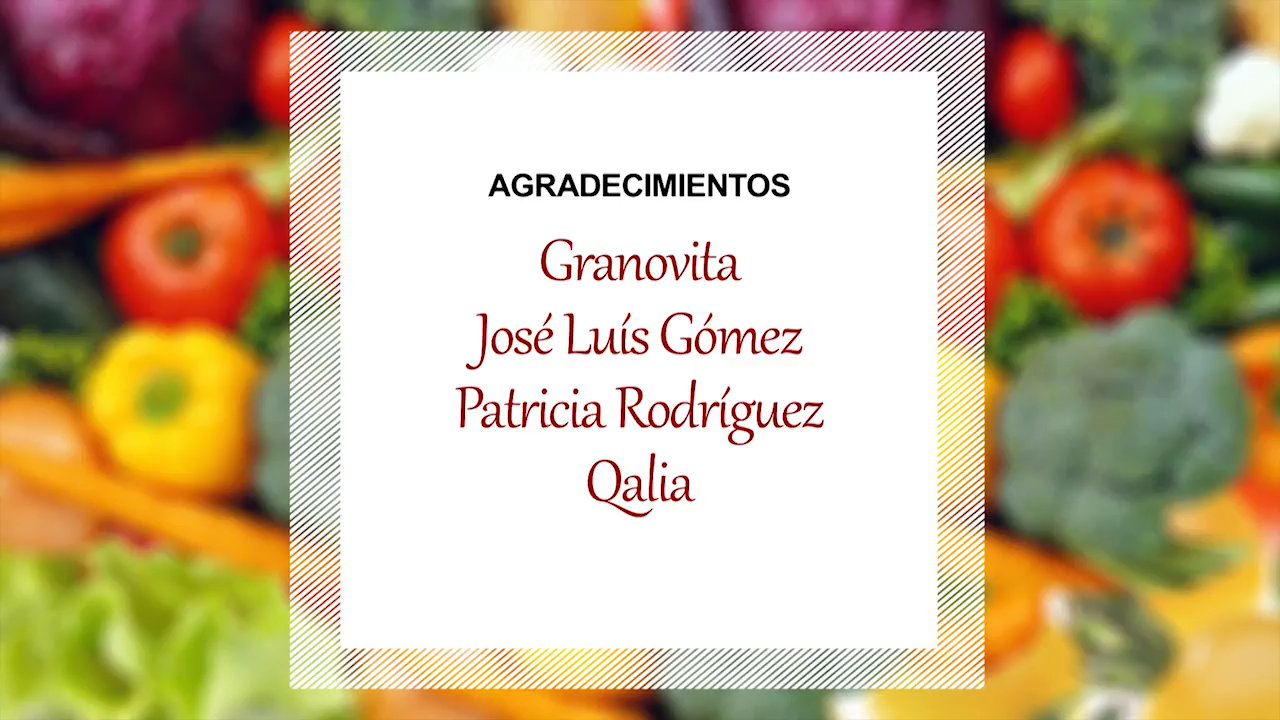 AGRADECIMIENTOS
Granovita
José Luís Gómez
Patricia Rodríguez
Qalia